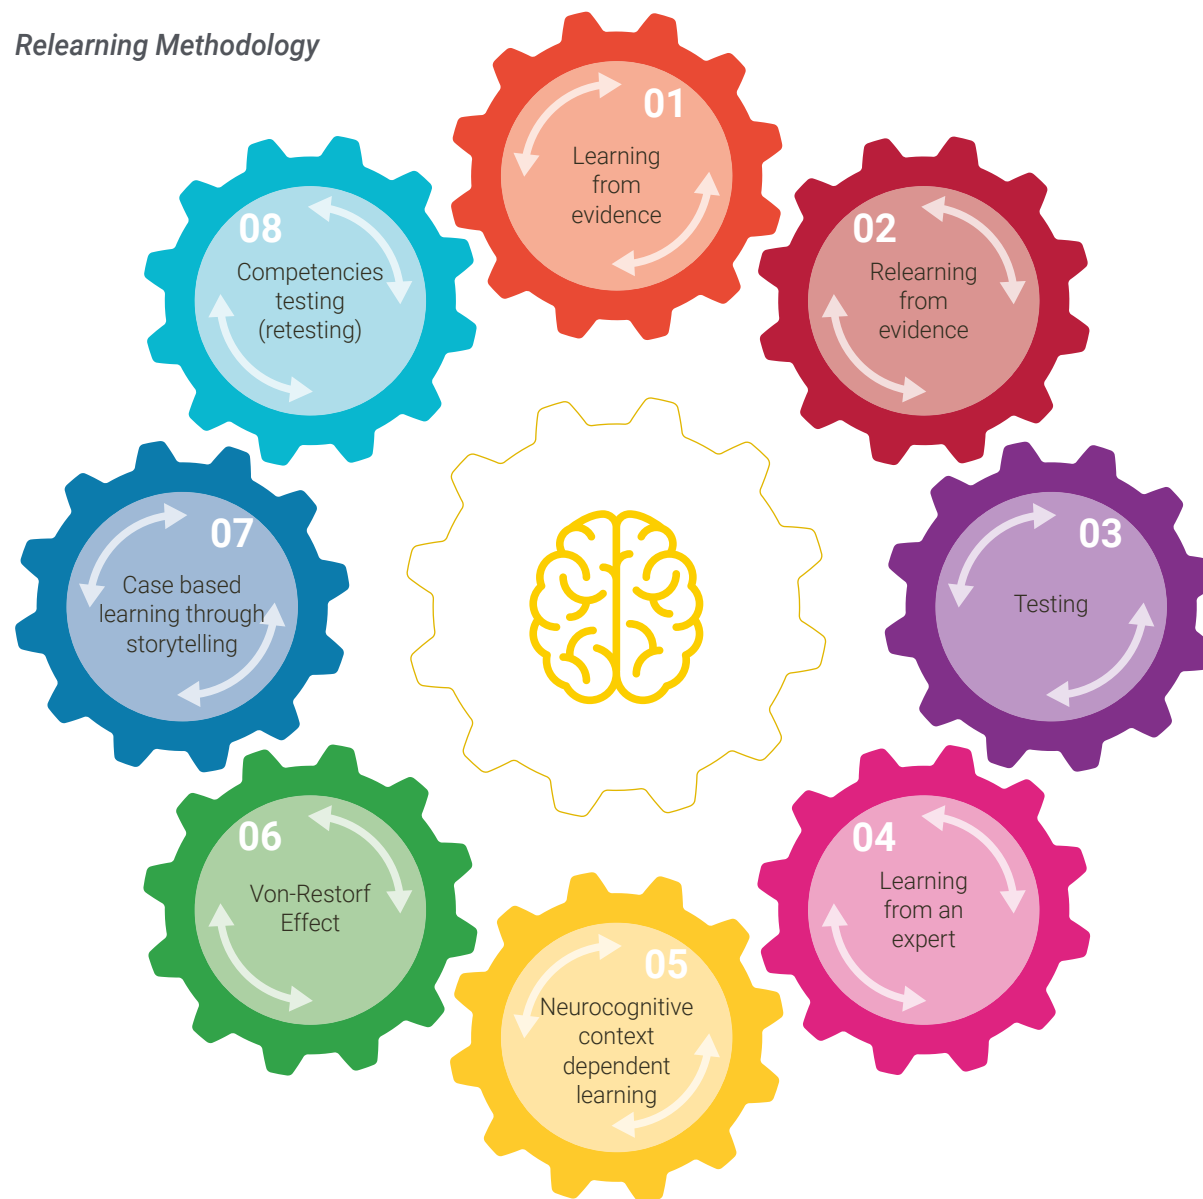 Relearning Methodology
01
Learning
from
evidence
02
Relearning
from
evidence
03
Testing
04
Learning
from an
expert
05
Neurocognitive
context
dependent
learning
06
Von-Restorf
Effect
07
Case based
learning through
storytelling
08
Competencies
testing
(retesting)